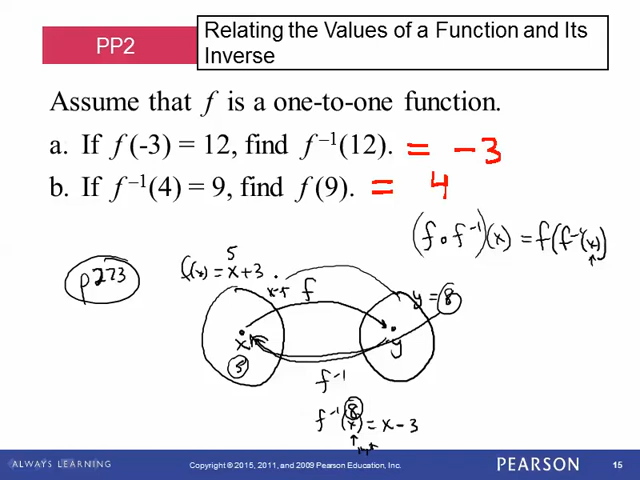 PP2
Relating the Values of a Function and Its
Inverse
Assume that f is a one-to-one function.
a. If f(-3) = 12, find f⁻¹(12). = -3
b. If f⁻¹(4) = 9, find f(9). = 4
(f∘f⁻¹)(x) = f(f⁻¹(x))
5
f(x) = x+3
p273
f
y = 8
x
y
5
f⁻¹
8
f⁻¹(x) = x-3
ALWAYS LEARNING
Copyright © 2015, 2011, and 2009 Pearson Education, Inc.
PEARSON
15